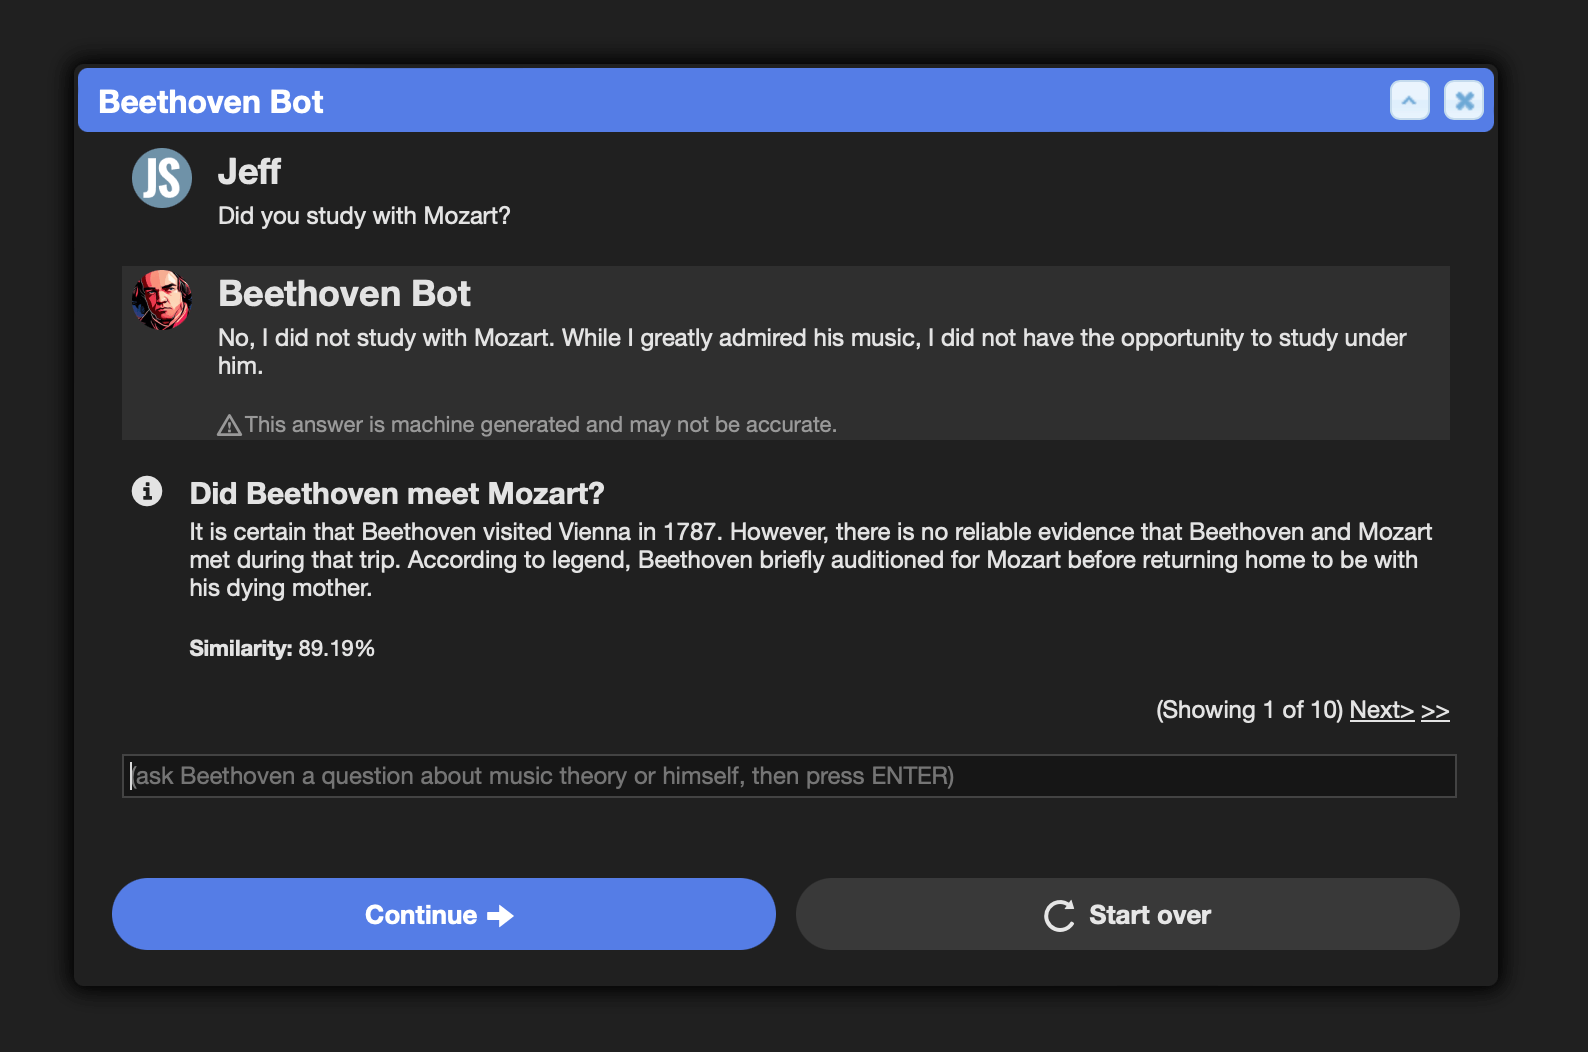 Beethoven Bot
JS
Jeff
Did you study with Mozart?
Beethoven Bot
No, I did not study with Mozart. While I greatly admired his music, I did not have the opportunity to study under
him.
This answer is machine generated and may not be accurate.
Did Beethoven meet Mozart?
It is certain that Beethoven visited Vienna in 1787. However, there is no reliable evidence that Beethoven and Mozart
met during that trip. According to legend, Beethoven briefly auditioned for Mozart before returning home to be with
his dying mother.
Similarity: 89.19%
(Showing 1 of 10) Next> >>
(ask Beethoven a question about music theory or himself, then press ENTER)
Continue
Start over